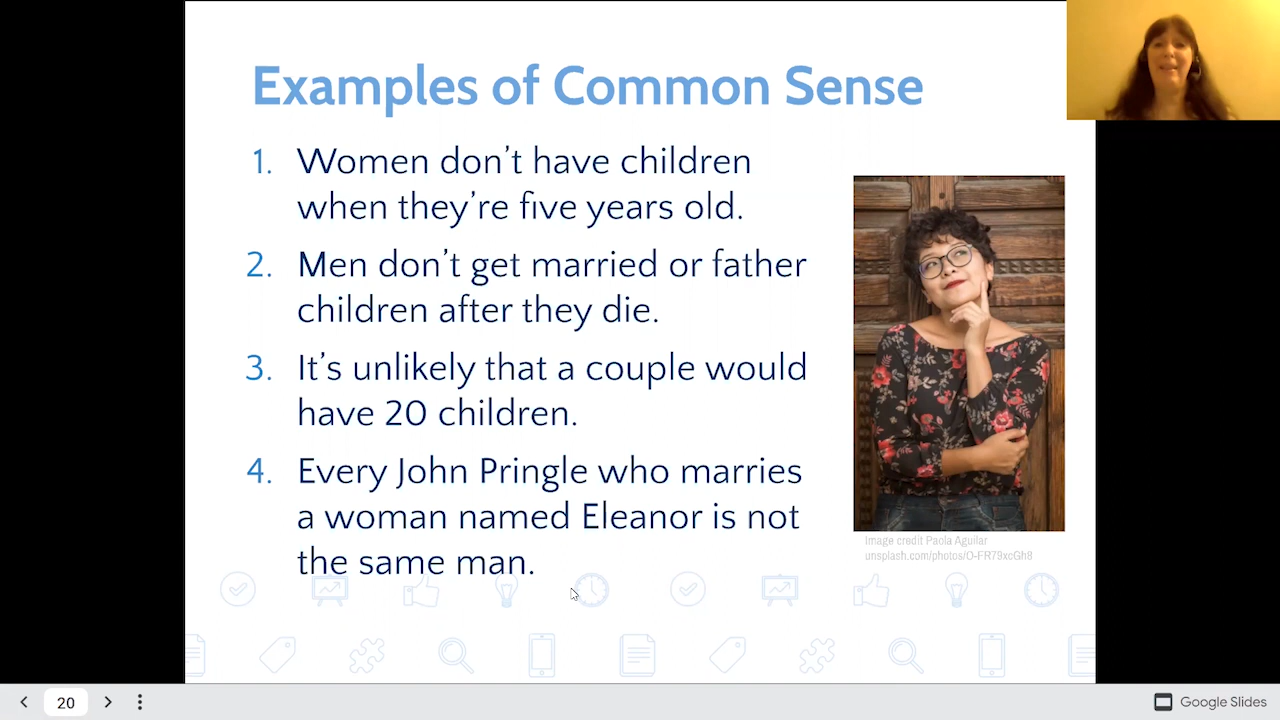 Examples of Common Sense
1. Women don't have children
when they're five years old.
2. Men don't get married or father
children after they die.
3. It's unlikely that a couple would
have 20 children.
4. Every John Pringle who marries
a woman named Eleanor is not
the same man.
Image credit Paola Aguilar
unsplash.com/photos/O-FR79xcGh8
20
Google Slides